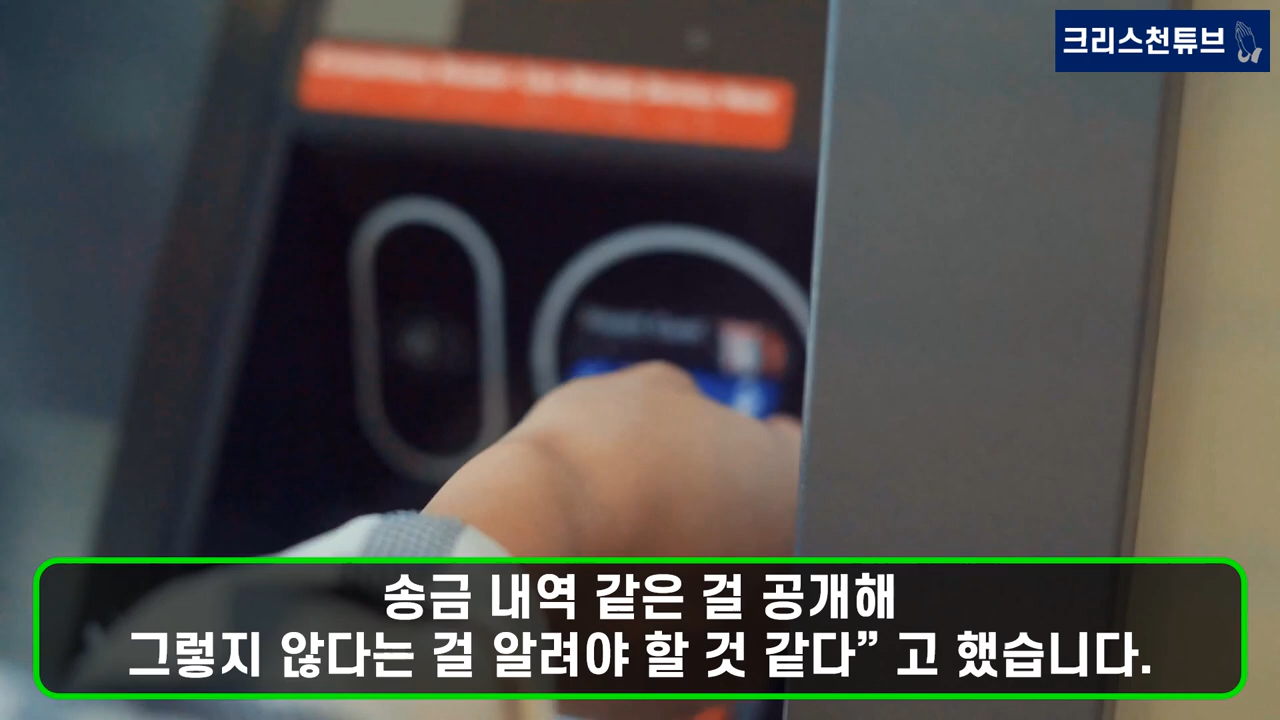 크리스천튜브
송금 내역 같은 걸 공개해
그렇지 않다는 걸 알려야 할 것 같다” 고 했습니다.